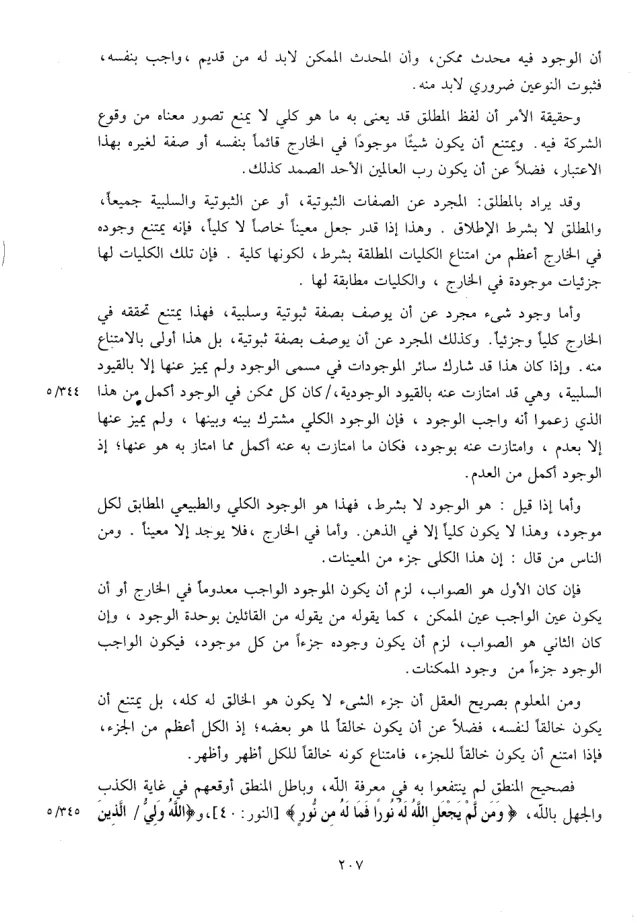 أن الوجود فيه محدث ممكن، وأن المحدث الممكن لابد له من قديم ،واجب بنفسه،
فثبوت النوعين ضروري لابد منه.
وحقيقة الأمر أن لفظ المطلق قد يعنى به ما هو كلي لا يمنع تصور معناه من وقوع
الشركة فيه. ويمتنع أن يكون شيئًا موجودًا في الخارج قائماً بنفسه أو صفة لغيره بهذا
الاعتبار، فضلاً عن أن يكون رب العالمين الأحد الصمد كذلك.
وقد يراد بالمطلق: المجرد عن الصفات الثبوتية، أو عن الثبوتية والسلبية جميعاً،
والمطلق لا بشرط الإطلاق . وهذا إذا قدر جعل معيناً خاصاً لا كلياً، فإنه يمتنع وجوده
في الخارج أعظم من امتناع الكليات المطلقة بشرط، لكونها كلية . فإن تلك الكليات لها
جزئيات موجودة في الخارج ، والكليات مطابقة لها .
وأما وجود شىء مجرد عن أن يوصف بصفة ثبوتية وسلبية، فهذا يمتنع تحققه في
الخارج كلياً وجزئياً. وكذلك المجرد عن أن يوصف بصفة ثبوتية، بل هذا أولى بالامتناع
منه. وإذا كان هذا قد شارك سائر الموجودات في مسمى الوجود ولم يميز عنها إلا بالقيود
السلبية، وهي قد امتازت عنه بالقيود الوجودية،/كان كل ممكن في الوجود أكمل من هذا ٥/٣٤٤
الذي زعموا أنه واجب الوجود ، فإن الوجود الكلي مشترك بينه وبينها ، ولم يميز عنها
إلا بعدم ، وامتازت عنه بوجود، فكان ما امتازت به عنه أكمل مما امتاز به هو عنها؛ إذ
الوجود أكمل من العدم.
وأما إذا قيل : هو الوجود لا بشرط، فهذا هو الوجود الكلي والطبيعي المطابق لكل
موجود، وهذا لا يكون كلياً إلا في الذهن. وأما في الخارج ،فلا يوجد إلا معيناً . ومن
الناس من قال : إن هذا الكلى جزء من المعينات.
فإن كان الأول هو الصواب، لزم أن يكون الموجود الواجب معدوماً في الخارج أو أن
يكون عين الواجب عين الممكن ، كما يقوله من يقوله من القائلين بوحدة الوجود ، وإن
كان الثاني هو الصواب، لزم أن يكون وجوده جزءاً من كل موجود، فيكون الواجب
الوجود جزءاً من وجود الممكنات.
ومن المعلوم بصريح العقل أن جزء الشىء لا يكون هو الخالق له كله، بل يمتنع أن
يكون خالقاً لنفسه، فضلاً عن أن يكون خالقاً لما هو بعضه؛ إذ الكل أعظم من الجزء،
فإذا امتنع أن يكون خالقاً للجزء، فامتناع كونه خالقاً للكل أظهر وأظهر.
فصحيح المنطق لم ينتفعوا به في معرفة الله، وباطل المنطق أوقعهم في غاية الكذب
والجهل بالله، ﴿ وَمَن لَّمْ يَجْعَلِ اللَّهُ لَهُ نُورًا فَمَا لَهُ مِن نُّورٍ﴾ [النور:٤٠]،و﴿اللَّهُ وَلِيُّ/ الَّذِينَ ٥/٣٤٥
٢٠٧